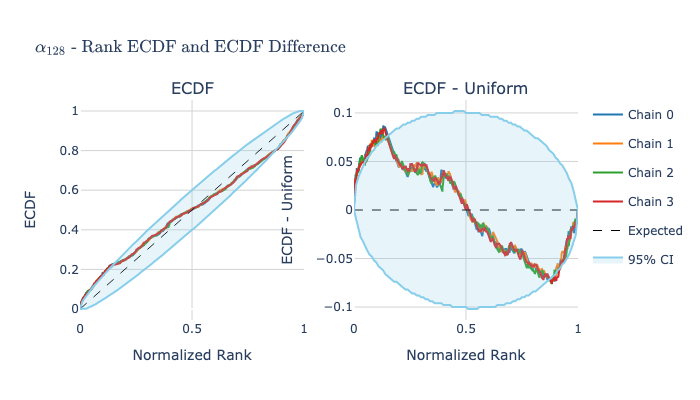 α128 - Rank ECDF and ECDF Difference
ECDF
ECDF - Uniform
1
0.8
0.6
0.4
0.2
0
0
0.5
1
ECDF
Normalized Rank
0.1
0.05
0
−0.05
−0.1
0
0.5
1
ECDF - Uniform
Normalized Rank
Chain 0
Chain 1
Chain 2
Chain 3
Expected
95% CI